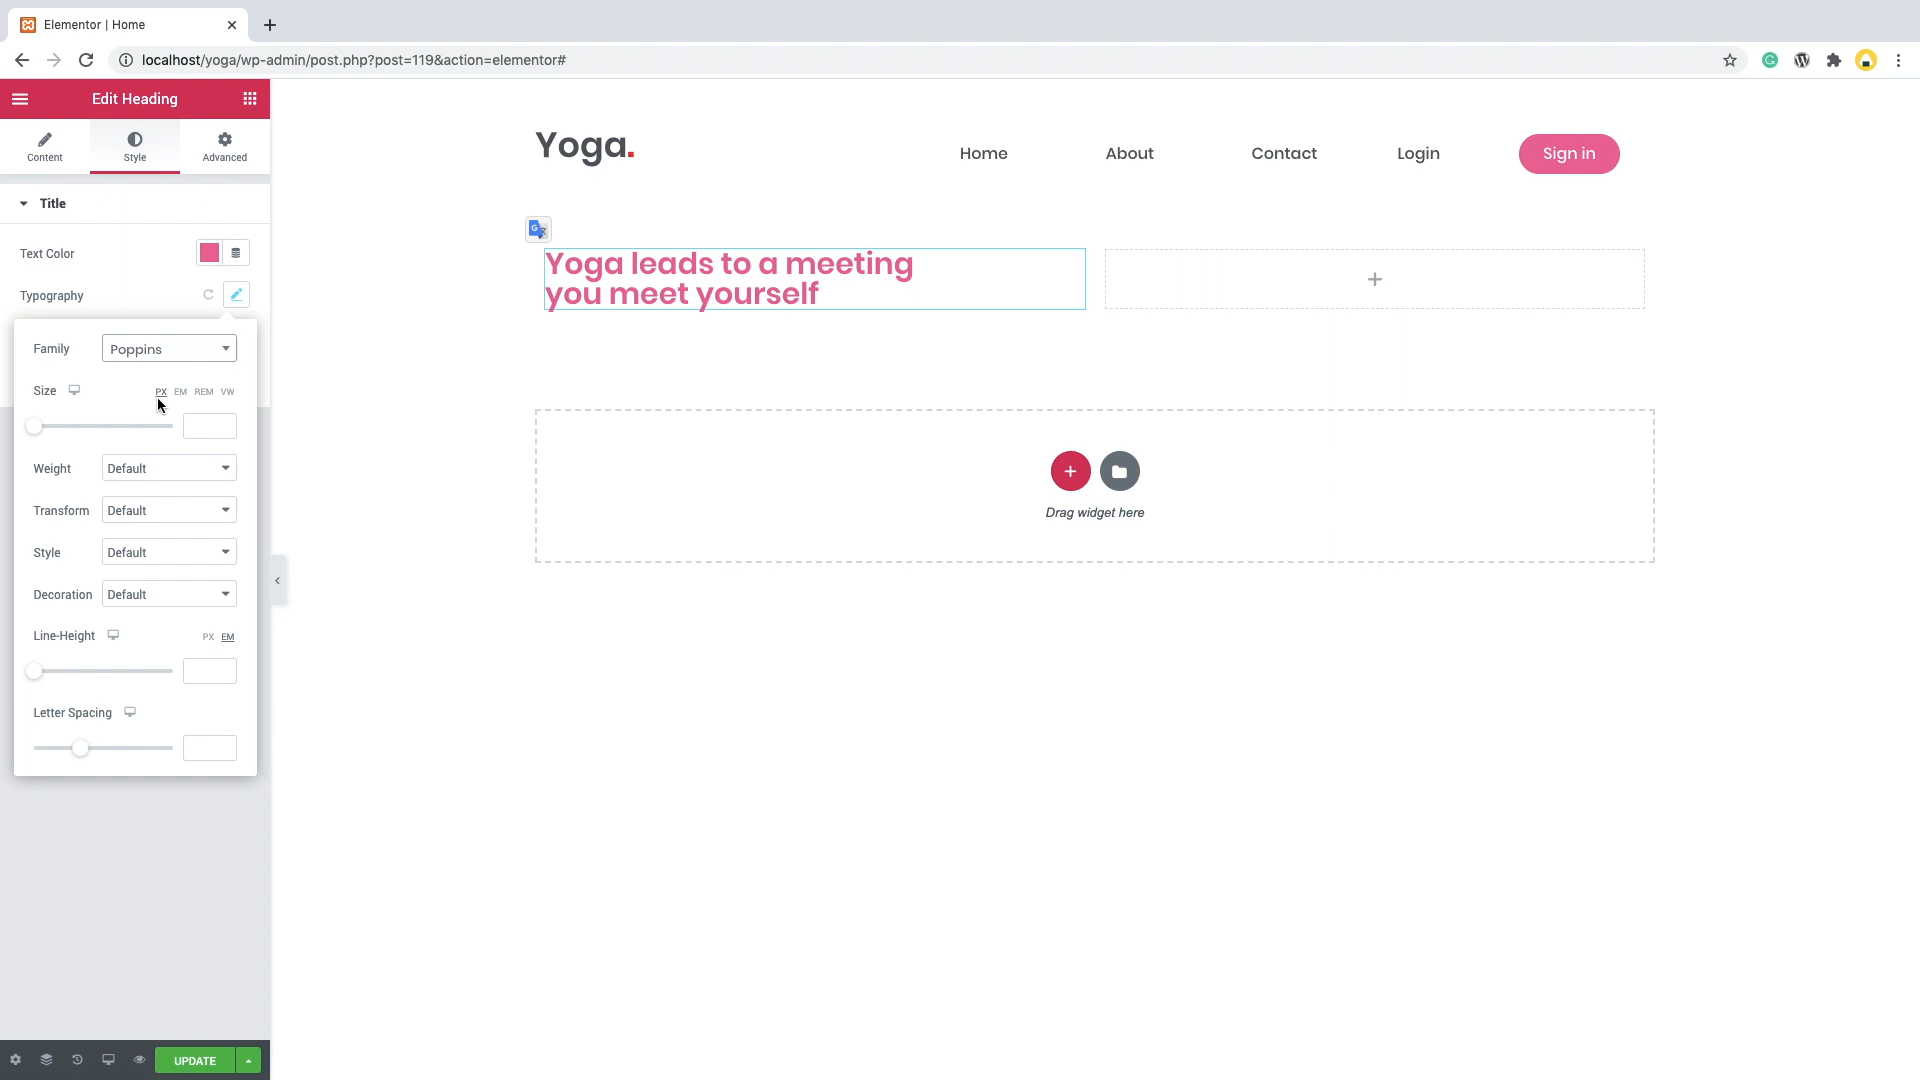 Elementor | Home
localhost/yoga/wp-admin/post.php?post=119&action=elementor#
Edit Heading
Content Style Advanced
Title
Text Color
Typography
Family Poppins
Size PX EM REM VW
Weight Default
Transform Default
Style Default
Decoration Default
Line-Height PX EM
Letter Spacing
UPDATE
Yoga.
Home About Contact Login Sign in
Yoga leads to a meeting
you meet yourself
Drag widget here